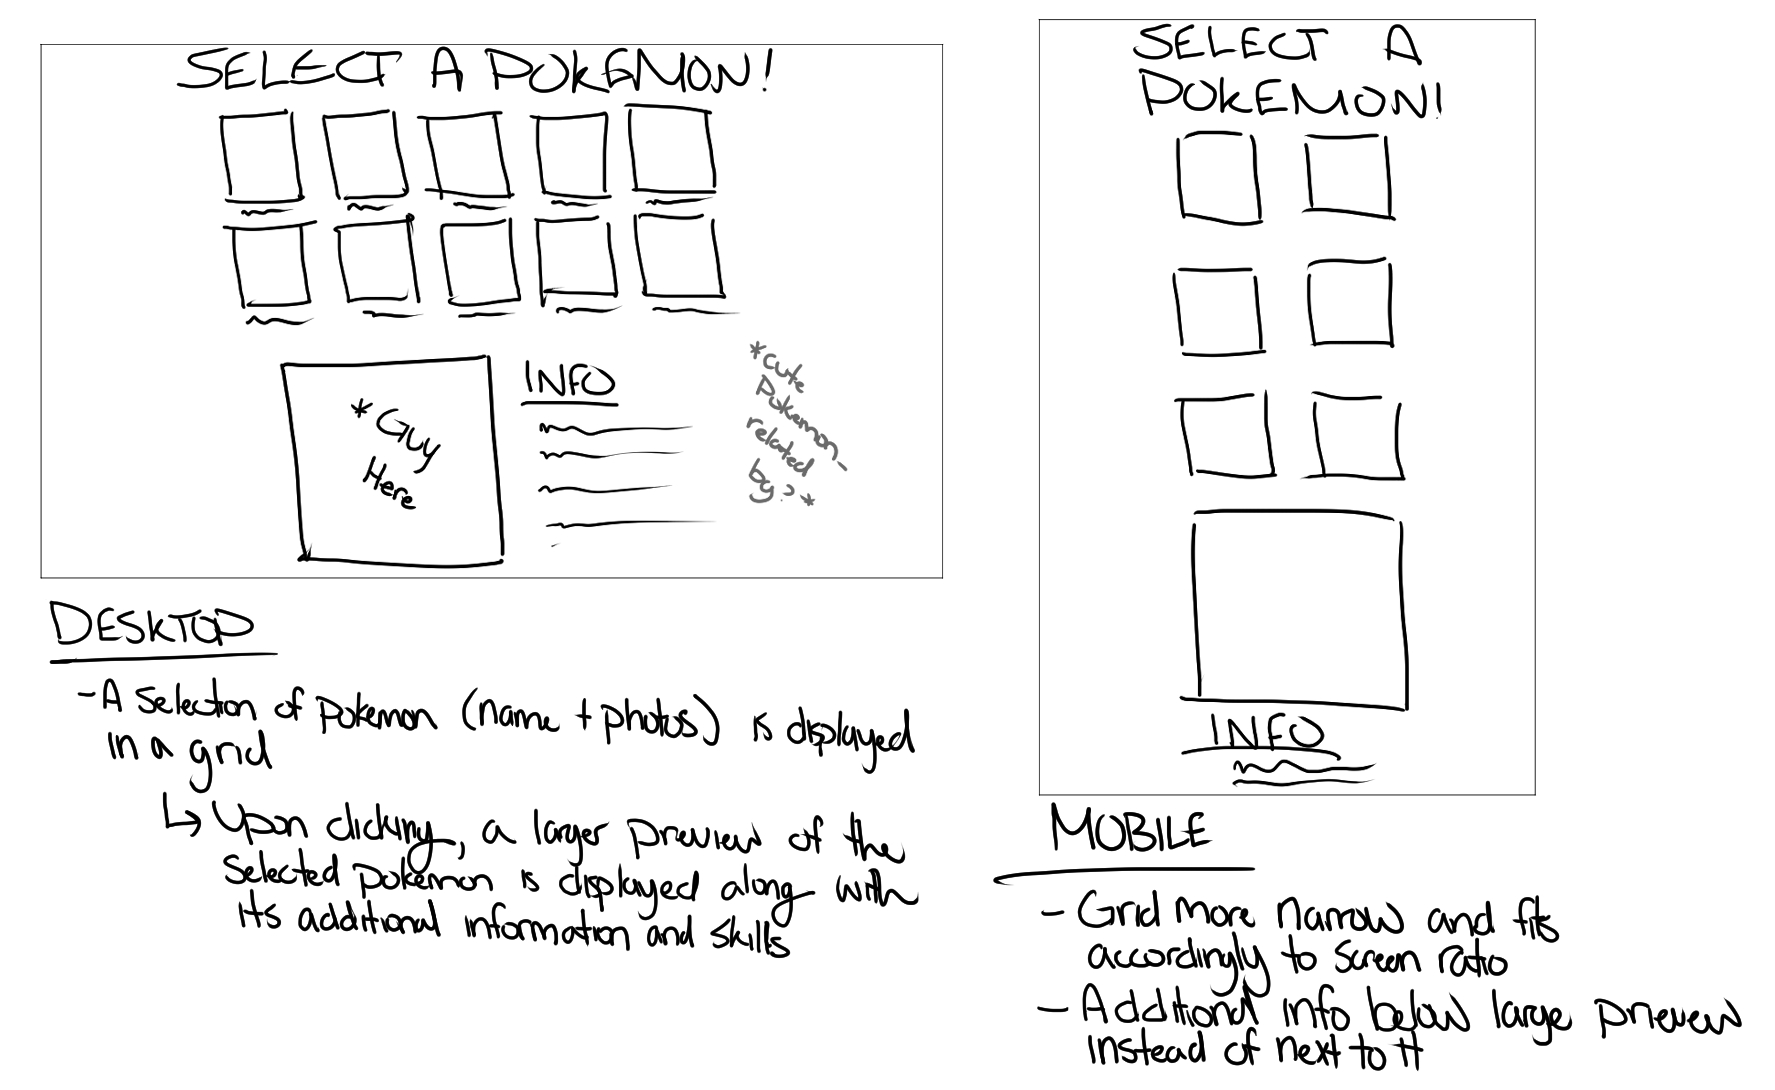 SELECT A POKEMON!
INFO
*Guy
Here
*cute
Pokemon-
related
bg?*
DESKTOP
- A selection of pokemon (name + photos) is displayed
in a grid
↳ Upon clicking, a larger preview of the
selected pokemon is displayed along with
its additional information and skills
SELECT A
POKEMON!
INFO
MOBILE
- Grid more narrow and fits
accordingly to screen ratio
- Additional info below large preview
instead of next to it